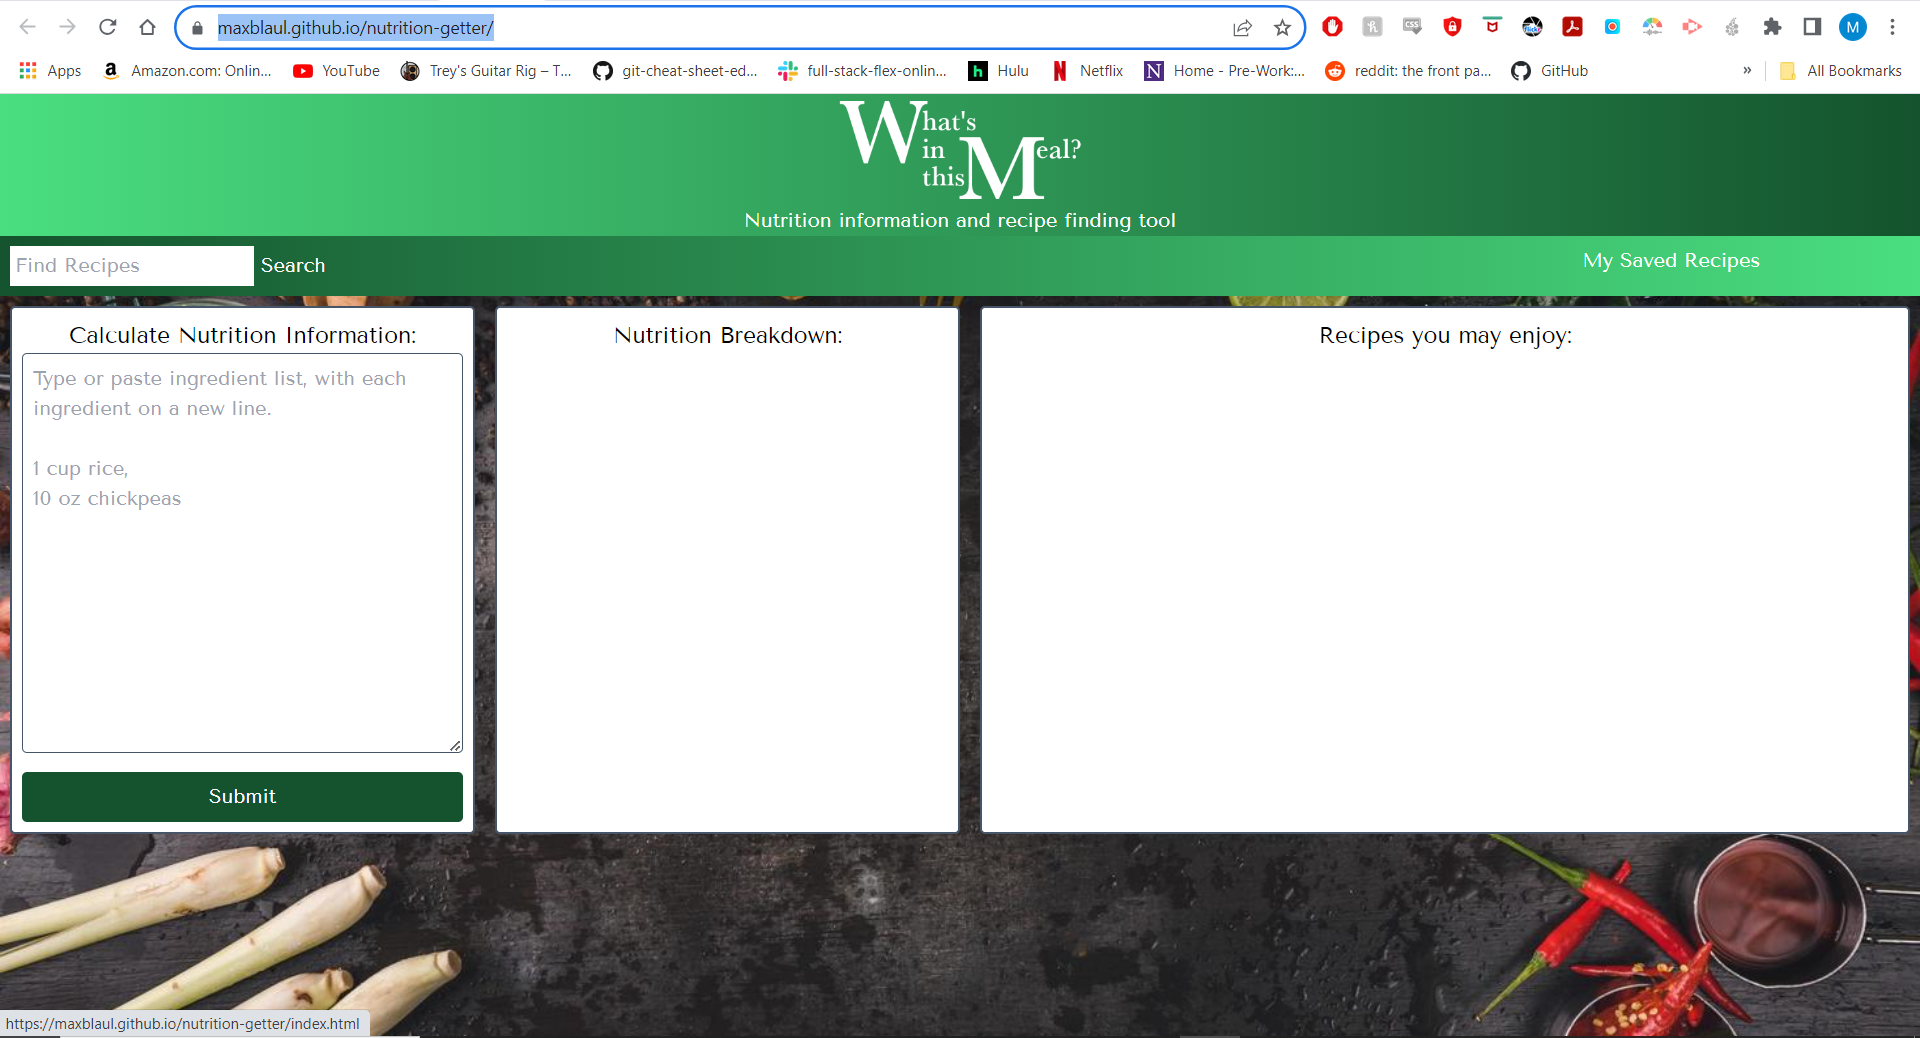 maxblaul.github.io/nutrition-getter/
M
Apps
Amazon.com: Onlin...
YouTube
Trey's Guitar Rig – T...
git-cheat-sheet-ed...
full-stack-flex-onlin...
Hulu
Netflix
Home - Pre-Work:...
reddit: the front pa...
GitHub
»
All Bookmarks
What's
in Meal?
this
Nutrition information and recipe finding tool
Find Recipes
Search
My Saved Recipes
Calculate Nutrition Information:
Type or paste ingredient list, with each
ingredient on a new line.
1 cup rice,
10 oz chickpeas
Submit
Nutrition Breakdown:
Recipes you may enjoy:
https://maxblaul.github.io/nutrition-getter/index.html